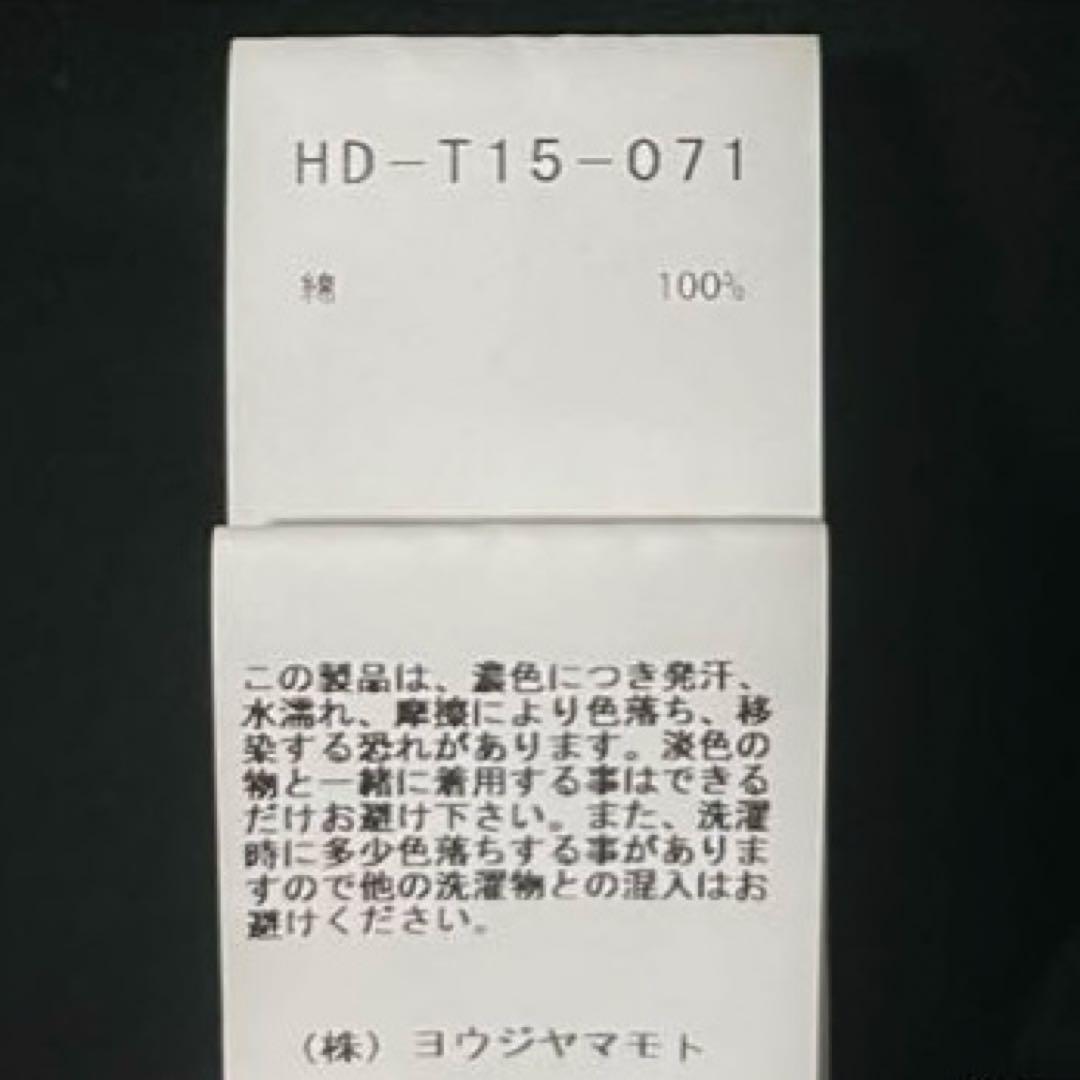 HD-T15-071
綿 100%
この製品は、濃色につき発汗、
水濡れ、摩擦により色落ち、移
染する恐れがあります。淡色の
物と一緒に着用する事はできる
だけお避け下さい。また、洗濯
時に多少色落ちする事がありま
すので他の洗濯物との混入はお
避けください。
(株) ヨウジヤマモト